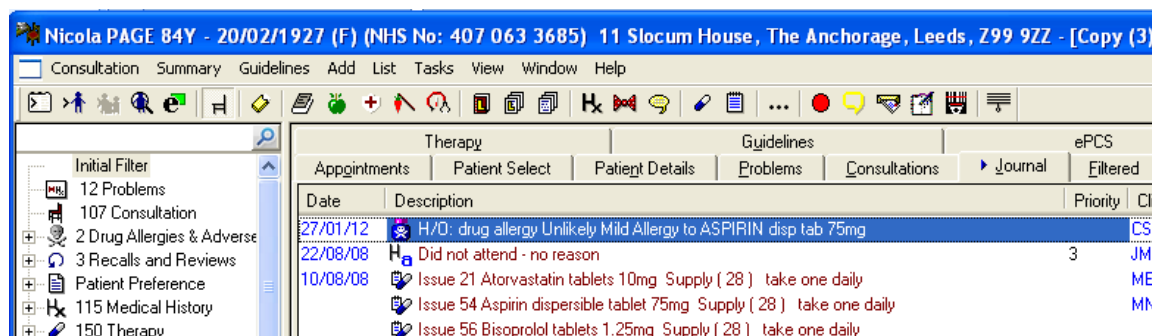 Nicola PAGE 84Y - 20/02/1927 (F) (NHS No: 407 063 3685) 11 Slocum House, The Anchorage, Leeds, Z99 9ZZ - [Copy (3)
Consultation Summary Guidelines Add List Tasks View Window Help
Therapy Guidelines ePCS
Appointments Patient Select Patient Details Problems Consultations Journal Filtered
Initial Filter
12 Problems
107 Consultation
2 Drug Allergies & Adverse
3 Recalls and Reviews
Patient Preference
115 Medical History
150 Therapy
Date Description Priority Cli
27/01/12 H/O: drug allergy Unlikely Mild Allergy to ASPIRIN disp tab 75mg CS
22/08/08 Ha Did not attend - no reason 3 JM
10/08/08 Issue 21 Atorvastatin tablets 10mg Supply ( 28 ) take one daily ME
Issue 54 Aspirin dispersible tablet 75mg Supply ( 28 ) take one daily MN
Issue 56 Bisoprolol tablets 1.25mg Supply ( 28 ) take one daily